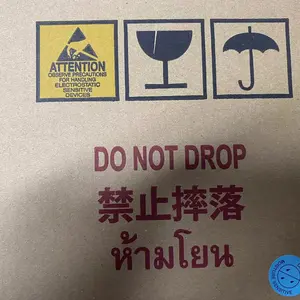 ATTENTION
OBSERVE PRECAUTIONS
FOR HANDLING
ELECTROSTATIC
SENSITIVE
DEVICES
DO NOT DROP
禁止摔落
ห้ามโยน